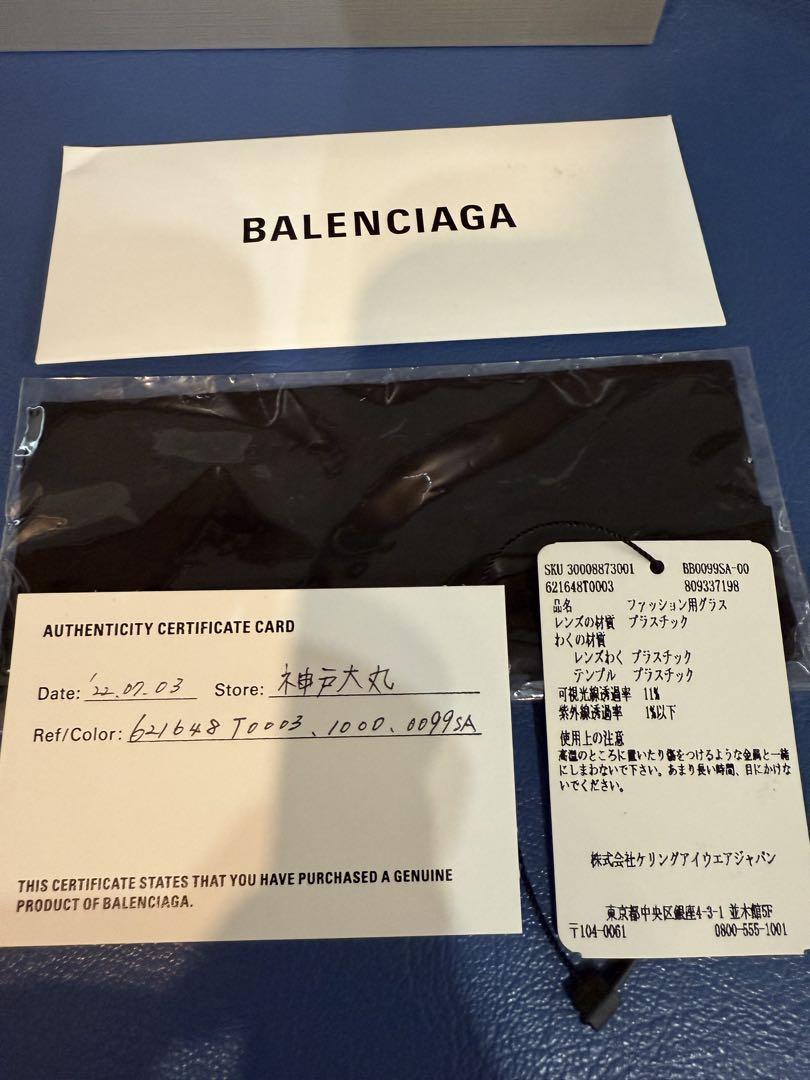 BALENCIAGA
AUTHENTICITY CERTIFICATE CARD
Date: '22.07.03 Store: 神戸大丸
Ref/Color: 621648 T0003、1000、0099SA
THIS CERTIFICATE STATES THAT YOU HAVE PURCHASED A GENUINE
PRODUCT OF BALENCIAGA.
SKU 30008873001 BB0099SA-00
621648T0003 809337198
品名 ファッション用グラス
レンズの材質 プラスチック
わくの材質
レンズわく プラスチック
テンプル プラスチック
可視光線透過率 11%
紫外線透過率 1%以下
使用上の注意
高温のところに置いたり傷をつけるような金属と一緒
にしまわないで下さい。あまり長い時間、目にかけな
いでください。
株式会社ケリングアイウエアジャパン
東京都中央区銀座4-3-1 並木館5F
〒104-0061 0800-555-1001